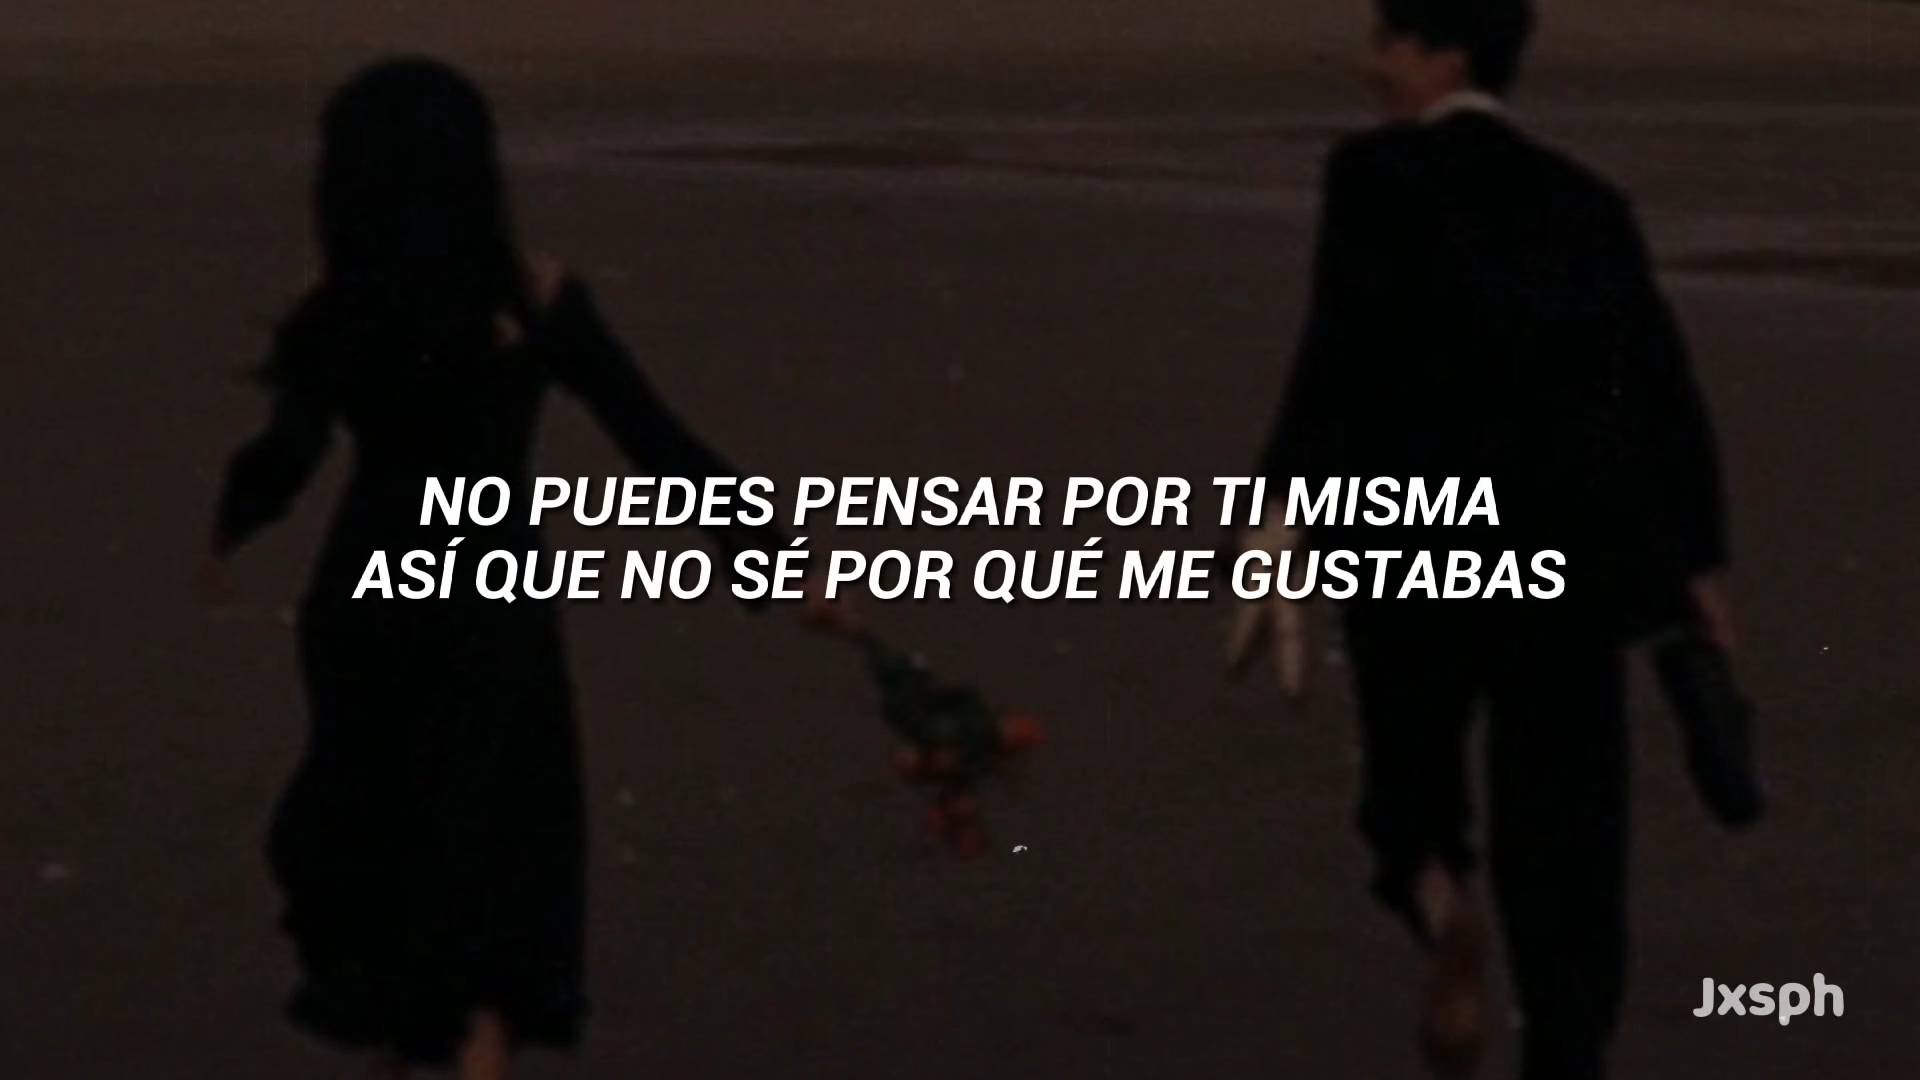 NO PUEDES PENSAR POR TI MISMA
ASÍ QUE NO SÉ POR QUÉ ME GUSTABAS
Jxsph